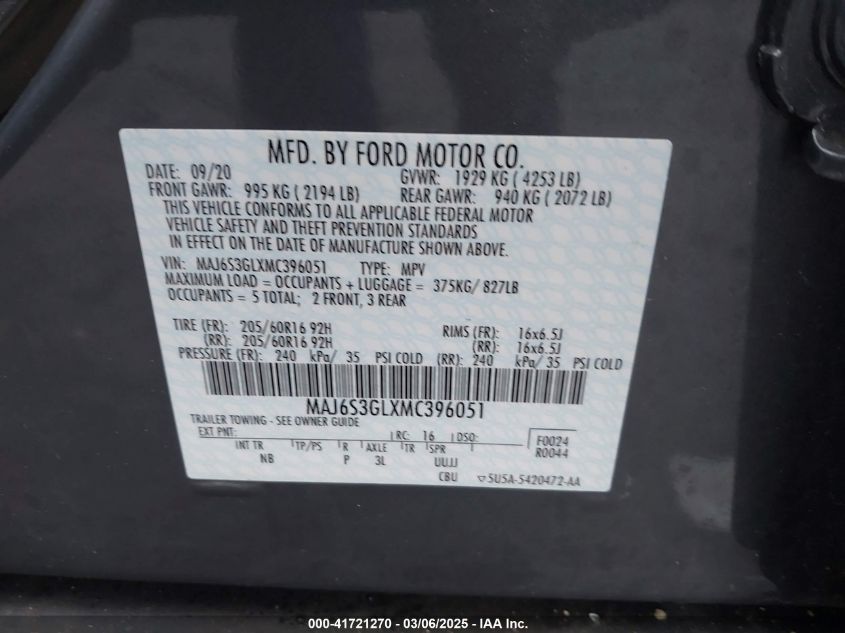 MFD. BY FORD MOTOR CO.
DATE: 09/20 GVWR: 1929 KG ( 4253 LB)
FRONT GAWR: 995 KG ( 2194 LB) REAR GAWR: 940 KG ( 2072 LB)
THIS VEHICLE CONFORMS TO ALL APPLICABLE FEDERAL MOTOR
VEHICLE SAFETY AND THEFT PREVENTION STANDARDS
IN EFFECT ON THE DATE OF MANUFACTURE SHOWN ABOVE.
VIN: MAJ6S3GLXMC396051 TYPE: MPV
MAXIMUM LOAD = OCCUPANTS + LUGGAGE = 375KG/ 827LB
OCCUPANTS = 5 TOTAL; 2 FRONT, 3 REAR
TIRE (FR): 205/60R16 92H RIMS (FR): 16x6.5J
(RR): 205/60R16 92H (RR): 16x6.5J
PRESSURE (FR): 240 kPa/ 35 PSI COLD (RR): 240 kPa/ 35 PSI COLD
MAJ6S3GLXMC396051
TRAILER TOWING - SEE OWNER GUIDE
EXT PNT: RC: 16 DSO: F0024
INT TR TP/PS R AXLE TR SPR R0044
NB P 3L UUJJ
CBU 5U5A-5420472-AA
000-41721270 - 03/06/2025 - IAA Inc.